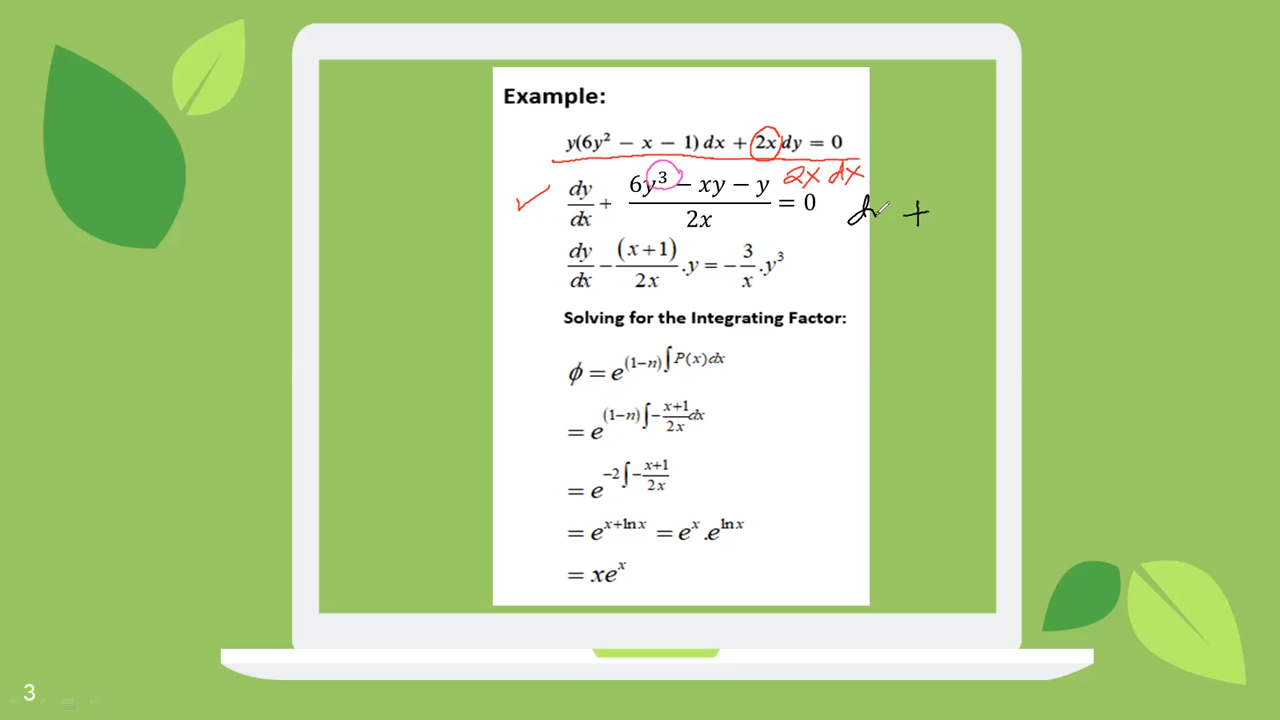 Example:
y(6y² − x − 1) dx + 2x dy = 0
dy/dx + (6y³ − xy − y)/2x = 0
2x dx
+
dy/dx − (x+1)/2x .y = −3/x .y³
Solving for the Integrating Factor:
ϕ = e^((1−n)∫P(x)dx)
= e^((1−n)∫−(x+1)/2x dx)
= e^(−2∫−(x+1)/2x)
= e^(x+ln x) = e^x .e^(ln x)
= xe^x
3